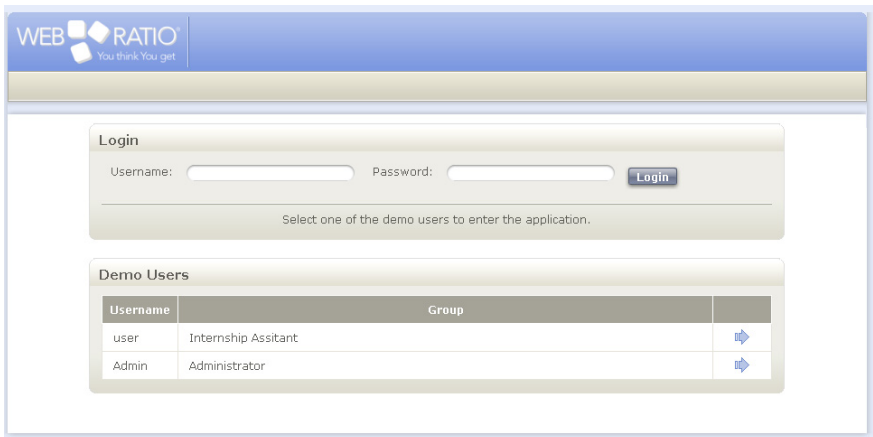 WEB RATIO
You think You get
Login
Username: Password: Login
Select one of the demo users to enter the application.
Demo Users
Username Group
user Internship Assitant
Admin Administrator